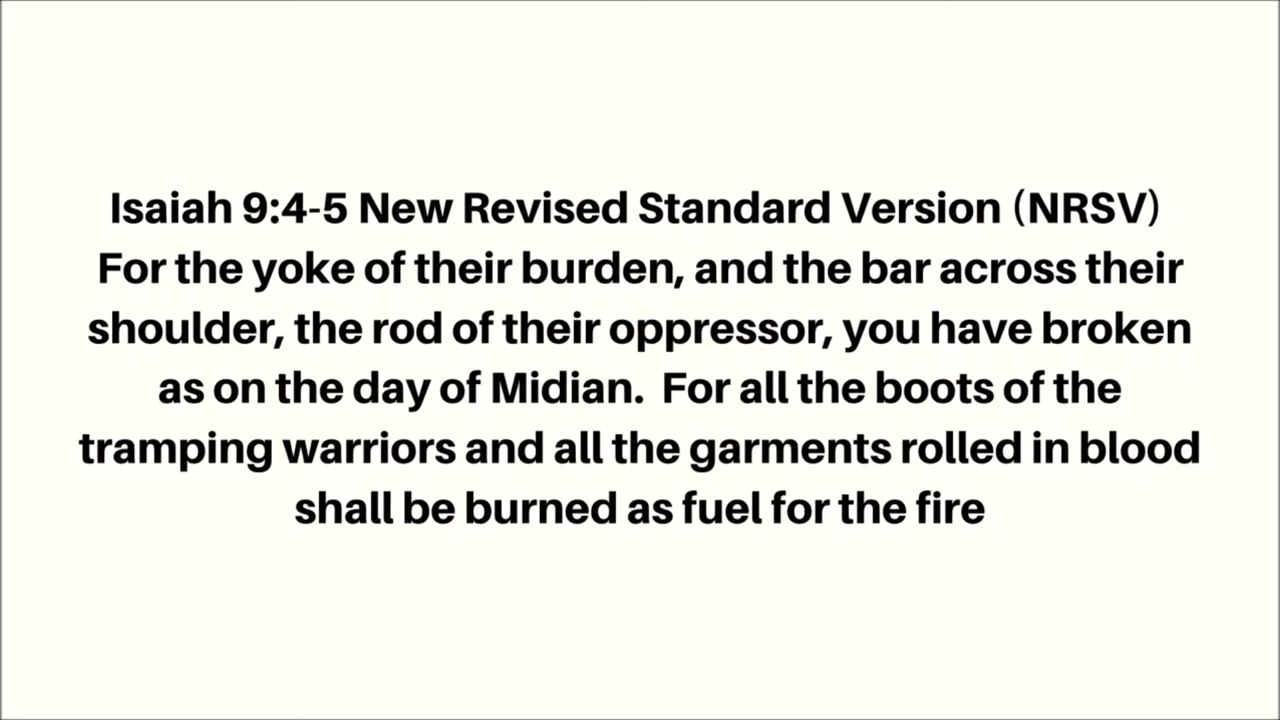 Isaiah 9:4-5 New Revised Standard Version (NRSV)
For the yoke of their burden, and the bar across their
shoulder, the rod of their oppressor, you have broken
as on the day of Midian.  For all the boots of the
tramping warriors and all the garments rolled in blood
shall be burned as fuel for the fire